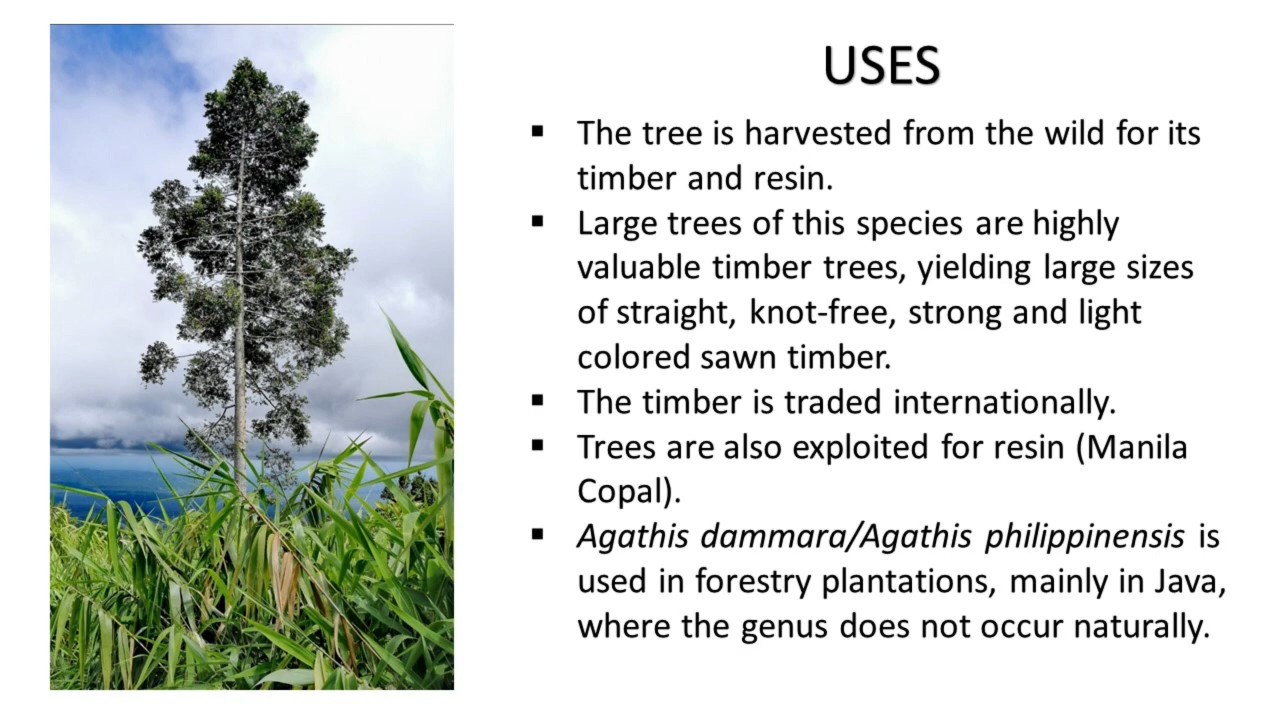 USES
▪ The tree is harvested from the wild for its
timber and resin.
▪ Large trees of this species are highly
valuable timber trees, yielding large sizes
of straight, knot-free, strong and light
colored sawn timber.
▪ The timber is traded internationally.
▪ Trees are also exploited for resin (Manila
Copal).
▪ Agathis dammara/Agathis philippinensis is
used in forestry plantations, mainly in Java,
where the genus does not occur naturally.